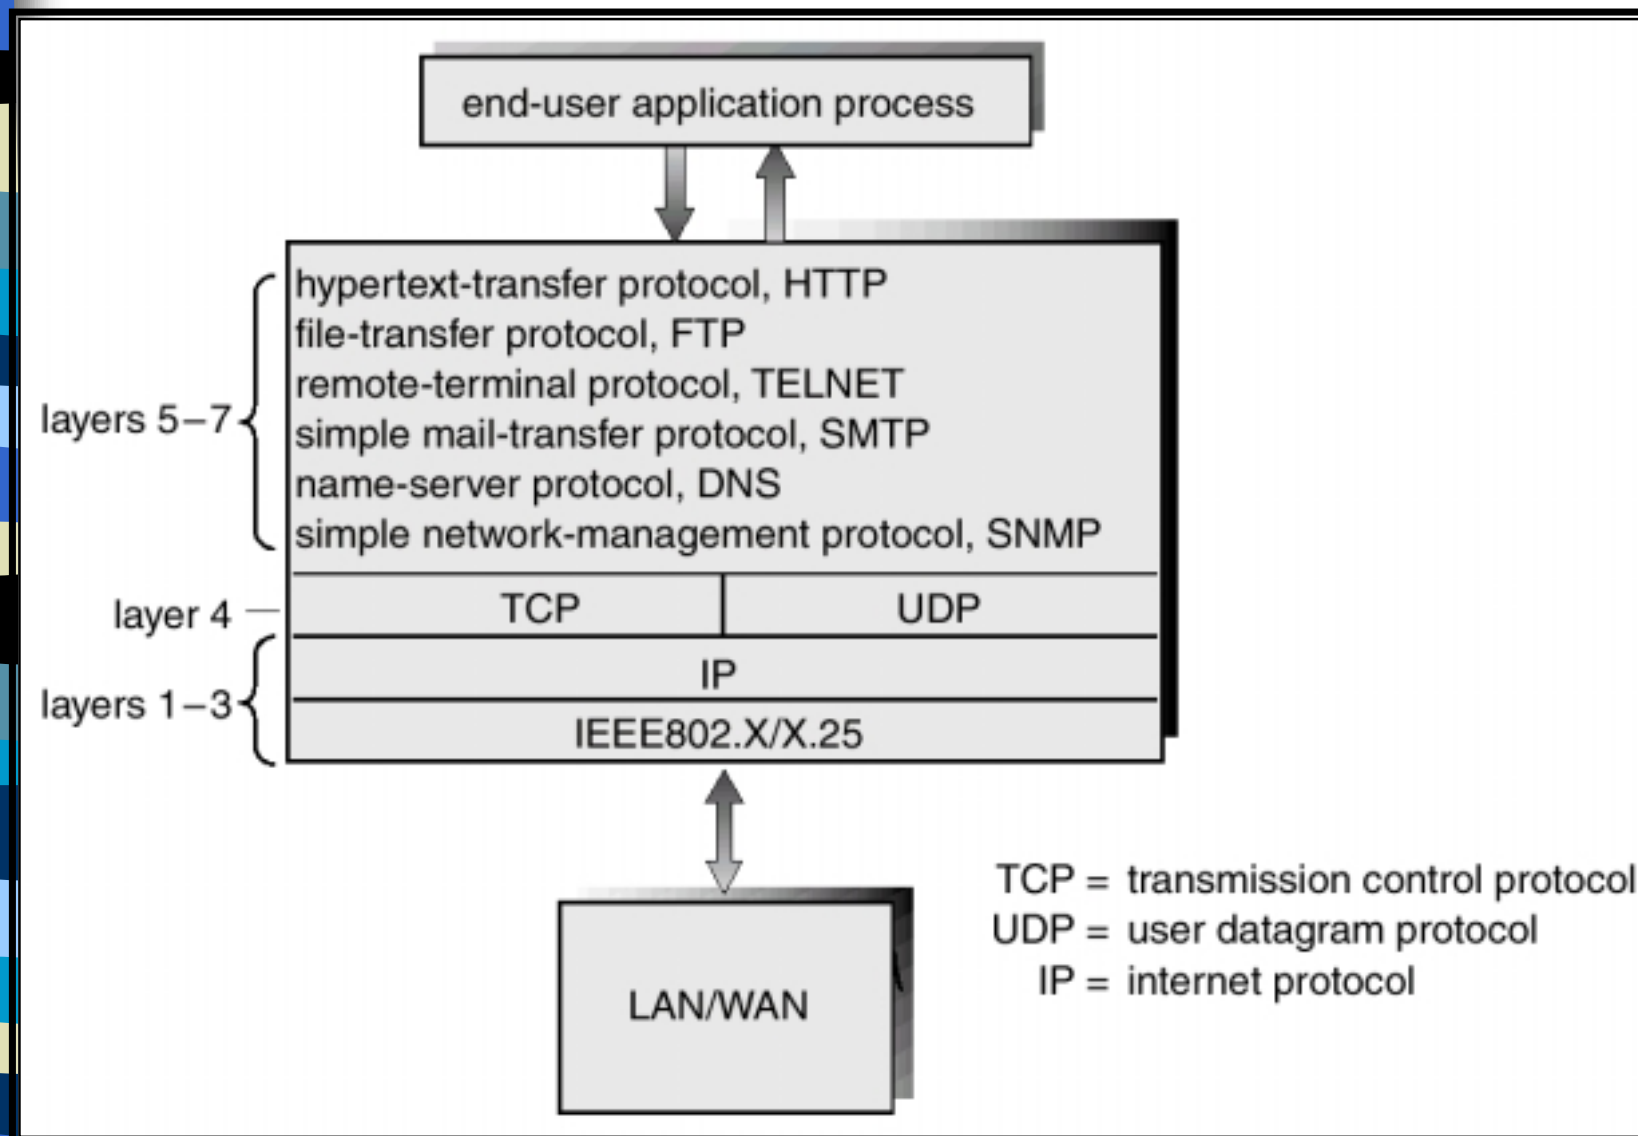 end-user application process
hypertext-transfer protocol, HTTP
file-transfer protocol, FTP
remote-terminal protocol, TELNET
simple mail-transfer protocol, SMTP
name-server protocol, DNS
simple network-management protocol, SNMP
layers 5–7
layer 4
TCP
UDP
layers 1–3
IP
IEEE802.X/X.25
LAN/WAN
TCP = transmission control protocol
UDP = user datagram protocol
IP = internet protocol